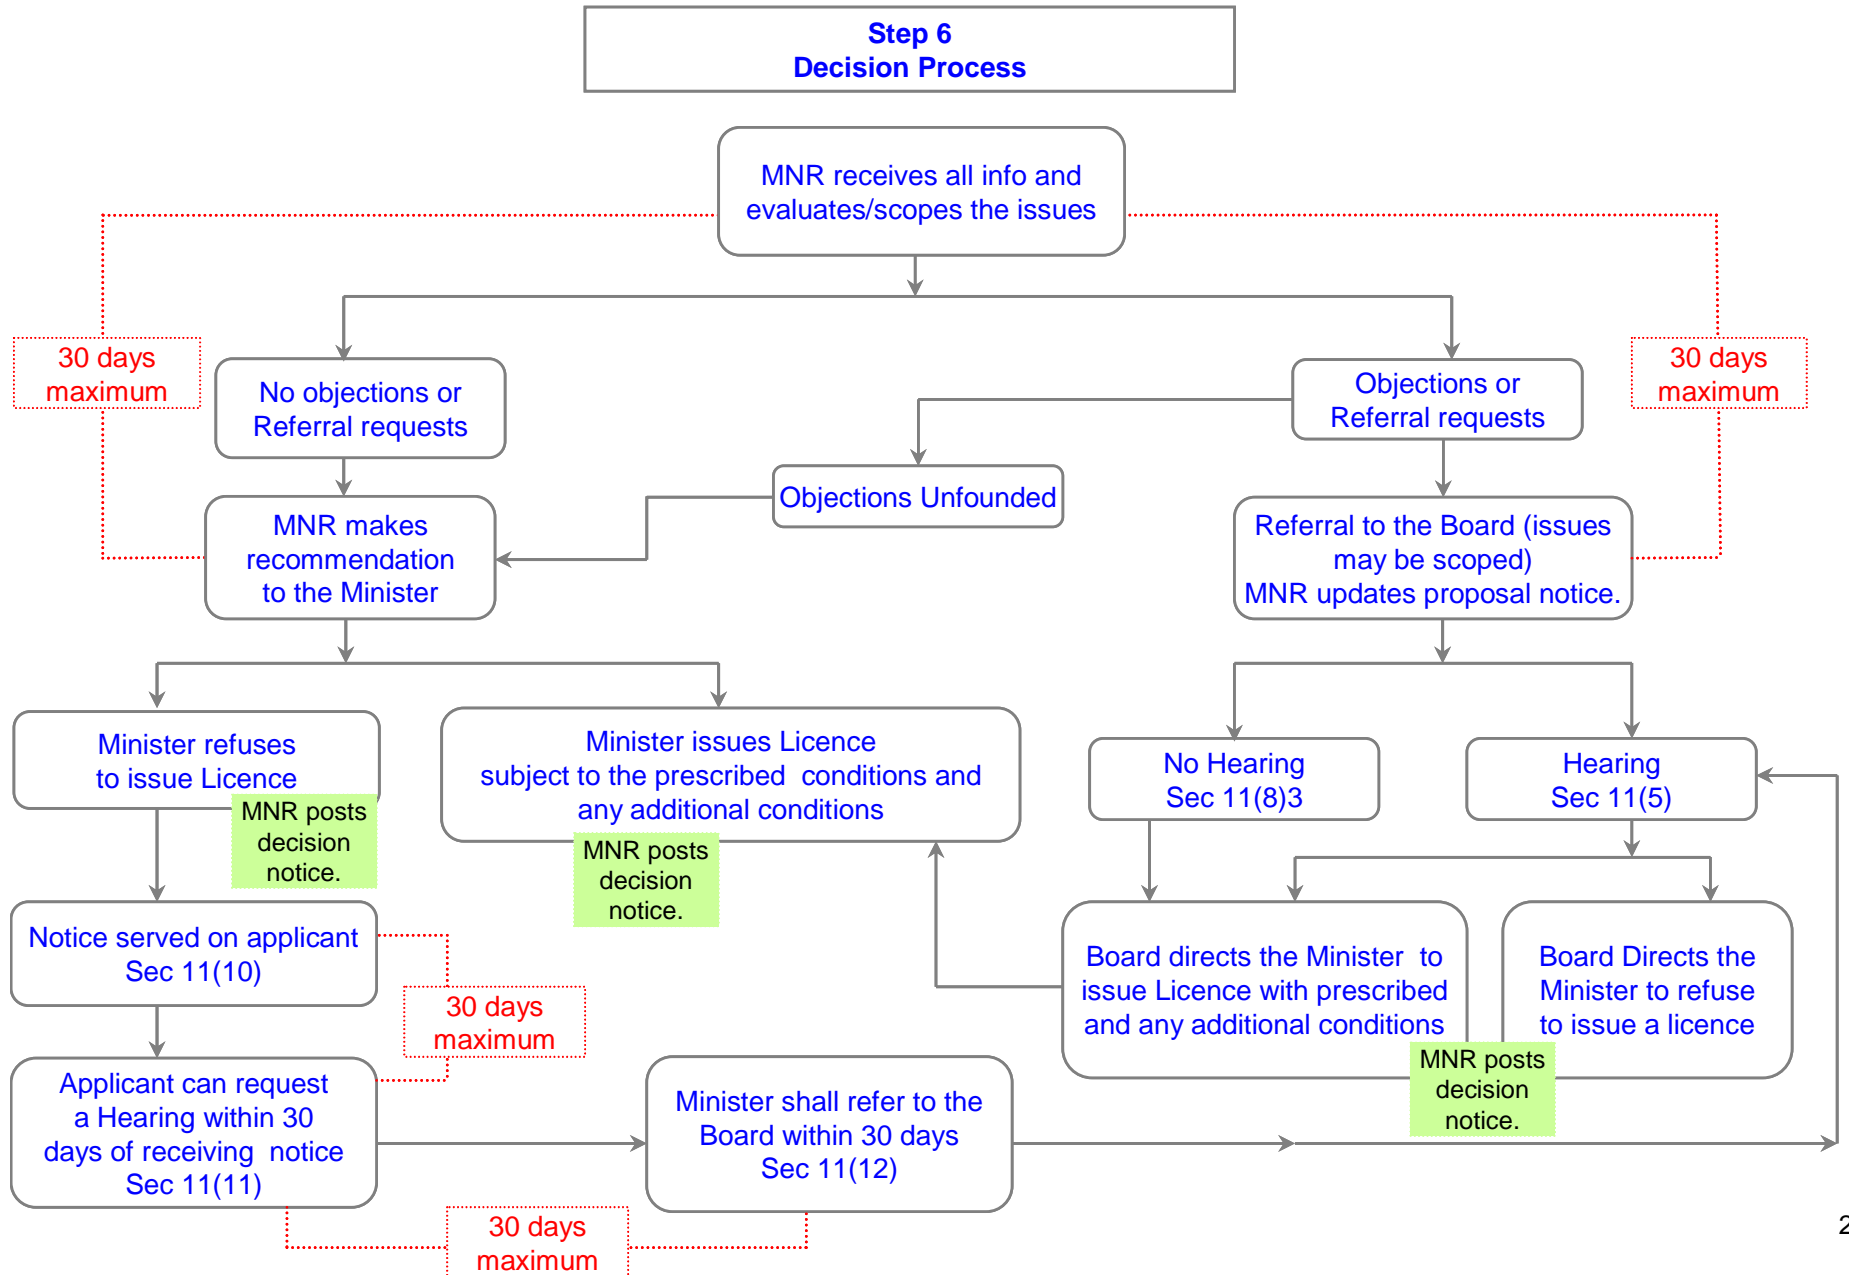 Step 6
Decision Process
MNR receives all info and
evaluates/scopes the issues
30 days
maximum
30 days
maximum
No objections or
Referral requests
Objections or
Referral requests
Objections Unfounded
MNR makes
recommendation
to the Minister
Referral to the Board (issues
may be scoped)
MNR updates proposal notice.
Minister refuses
to issue Licence
MNR posts
decision
notice.
Minister issues Licence
subject to the prescribed conditions and
any additional conditions
MNR posts
decision
notice.
No Hearing
Sec 11(8)3
Hearing
Sec 11(5)
Notice served on applicant
Sec 11(10)
30 days
maximum
Board directs the Minister to
issue Licence with prescribed
and any additional conditions
Board Directs the
Minister to refuse
to issue a licence
MNR posts
decision
notice.
Applicant can request
a Hearing within 30
days of receiving notice
Sec 11(11)
Minister shall refer to the
Board within 30 days
Sec 11(12)
30 days
maximum
2